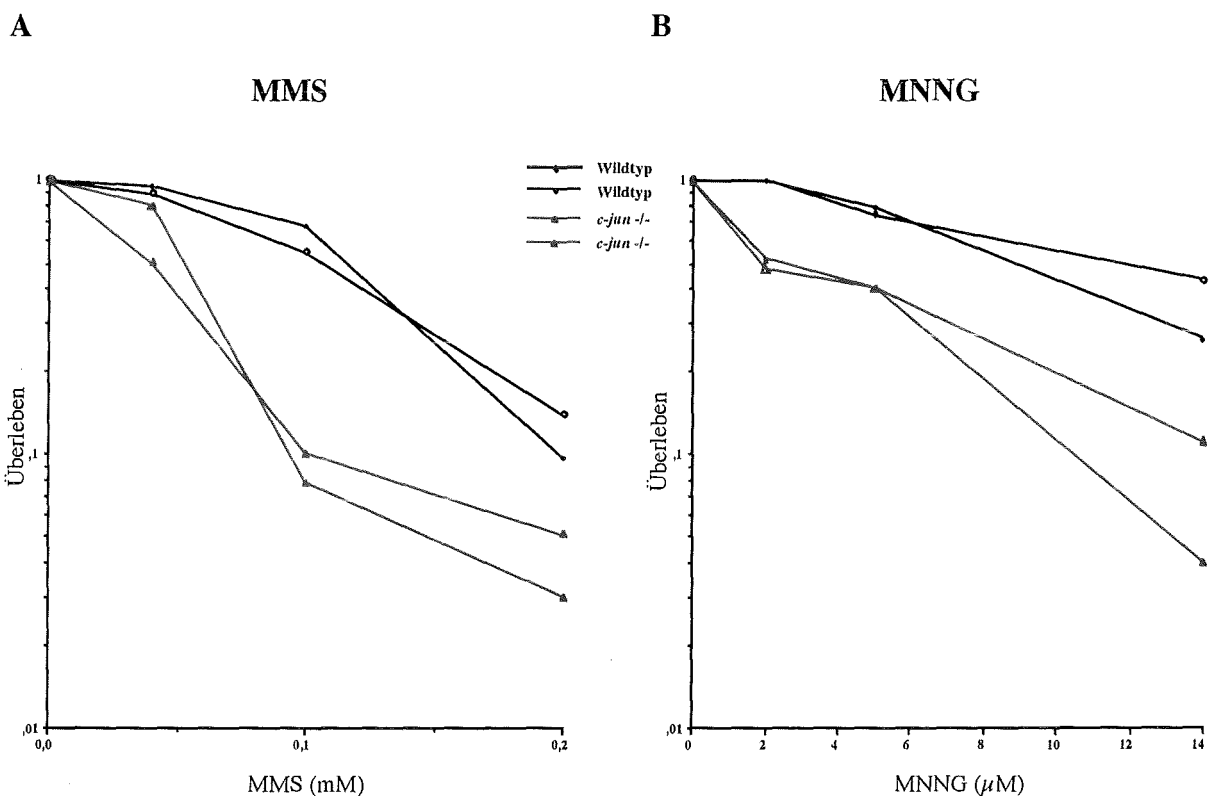 A
MMS
Überleben
1
,1
,01
0,0
0,1
0,2
MMS (mM)
Wildtyp
Wildtyp
c-jun -/-
c-jun -/-
B
MNNG
Überleben
1
,1
,01
0
2
4
6
8
10
12
14
MNNG (μM)